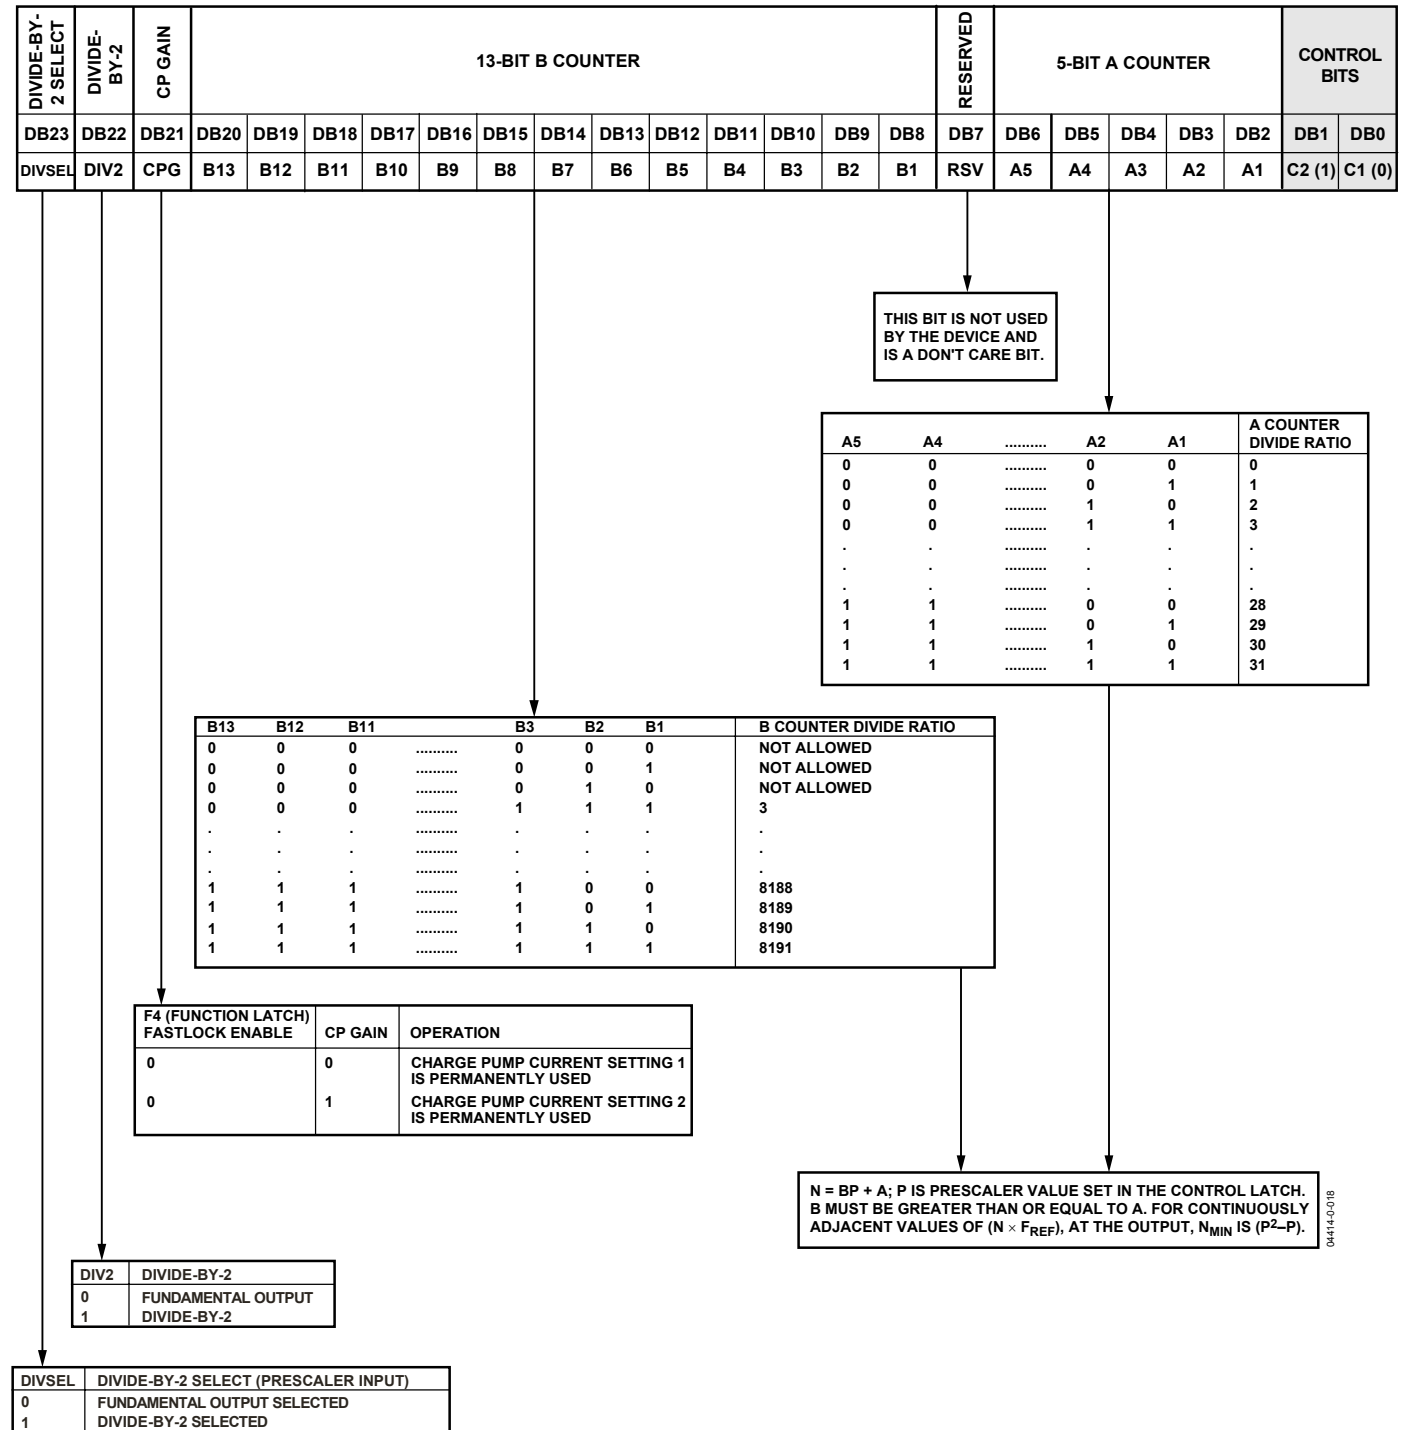 DIVIDE-BY-
2 SELECT
DIVIDE-
BY-2
CP GAIN
13-BIT B COUNTER
RESERVED
5-BIT A COUNTER
CONTROL
BITS
DB23 DB22 DB21 DB20 DB19 DB18 DB17 DB16 DB15 DB14 DB13 DB12 DB11 DB10 DB9 DB8 DB7 DB6 DB5 DB4 DB3 DB2 DB1 DB0
DIVSEL DIV2 CPG B13 B12 B11 B10 B9 B8 B7 B6 B5 B4 B3 B2 B1 RSV A5 A4 A3 A2 A1 C2 (1) C1 (0)
THIS BIT IS NOT USED
BY THE DEVICE AND
IS A DON'T CARE BIT.
A COUNTER
A5 A4 .......... A2 A1 DIVIDE RATIO
0 0 .......... 0 0 0
0 0 .......... 0 1 1
0 0 .......... 1 0 2
0 0 .......... 1 1 3
. . .......... . . .
. . .......... . . .
. . .......... . . .
1 1 .......... 0 0 28
1 1 .......... 0 1 29
1 1 .......... 1 0 30
1 1 .......... 1 1 31
B13 B12 B11 B3 B2 B1 B COUNTER DIVIDE RATIO
0 0 0 .......... 0 0 0 NOT ALLOWED
0 0 0 .......... 0 0 1 NOT ALLOWED
0 0 0 .......... 0 1 0 NOT ALLOWED
0 0 0 .......... 1 1 1 3
. . . .......... . . . .
. . . .......... . . . .
. . . .......... . . . .
1 1 1 .......... 1 0 0 8188
1 1 1 .......... 1 0 1 8189
1 1 1 .......... 1 1 0 8190
1 1 1 .......... 1 1 1 8191
F4 (FUNCTION LATCH)
FASTLOCK ENABLE CP GAIN OPERATION
0 0 CHARGE PUMP CURRENT SETTING 1
IS PERMANENTLY USED
0 1 CHARGE PUMP CURRENT SETTING 2
IS PERMANENTLY USED
N = BP + A; P IS PRESCALER VALUE SET IN THE CONTROL LATCH.
B MUST BE GREATER THAN OR EQUAL TO A. FOR CONTINUOUSLY
ADJACENT VALUES OF (N × FREF), AT THE OUTPUT, NMIN IS (P2–P).
04414-0-018
DIV2 DIVIDE-BY-2
0 FUNDAMENTAL OUTPUT
1 DIVIDE-BY-2
DIVSEL DIVIDE-BY-2 SELECT (PRESCALER INPUT)
0 FUNDAMENTAL OUTPUT SELECTED
1 DIVIDE-BY-2 SELECTED